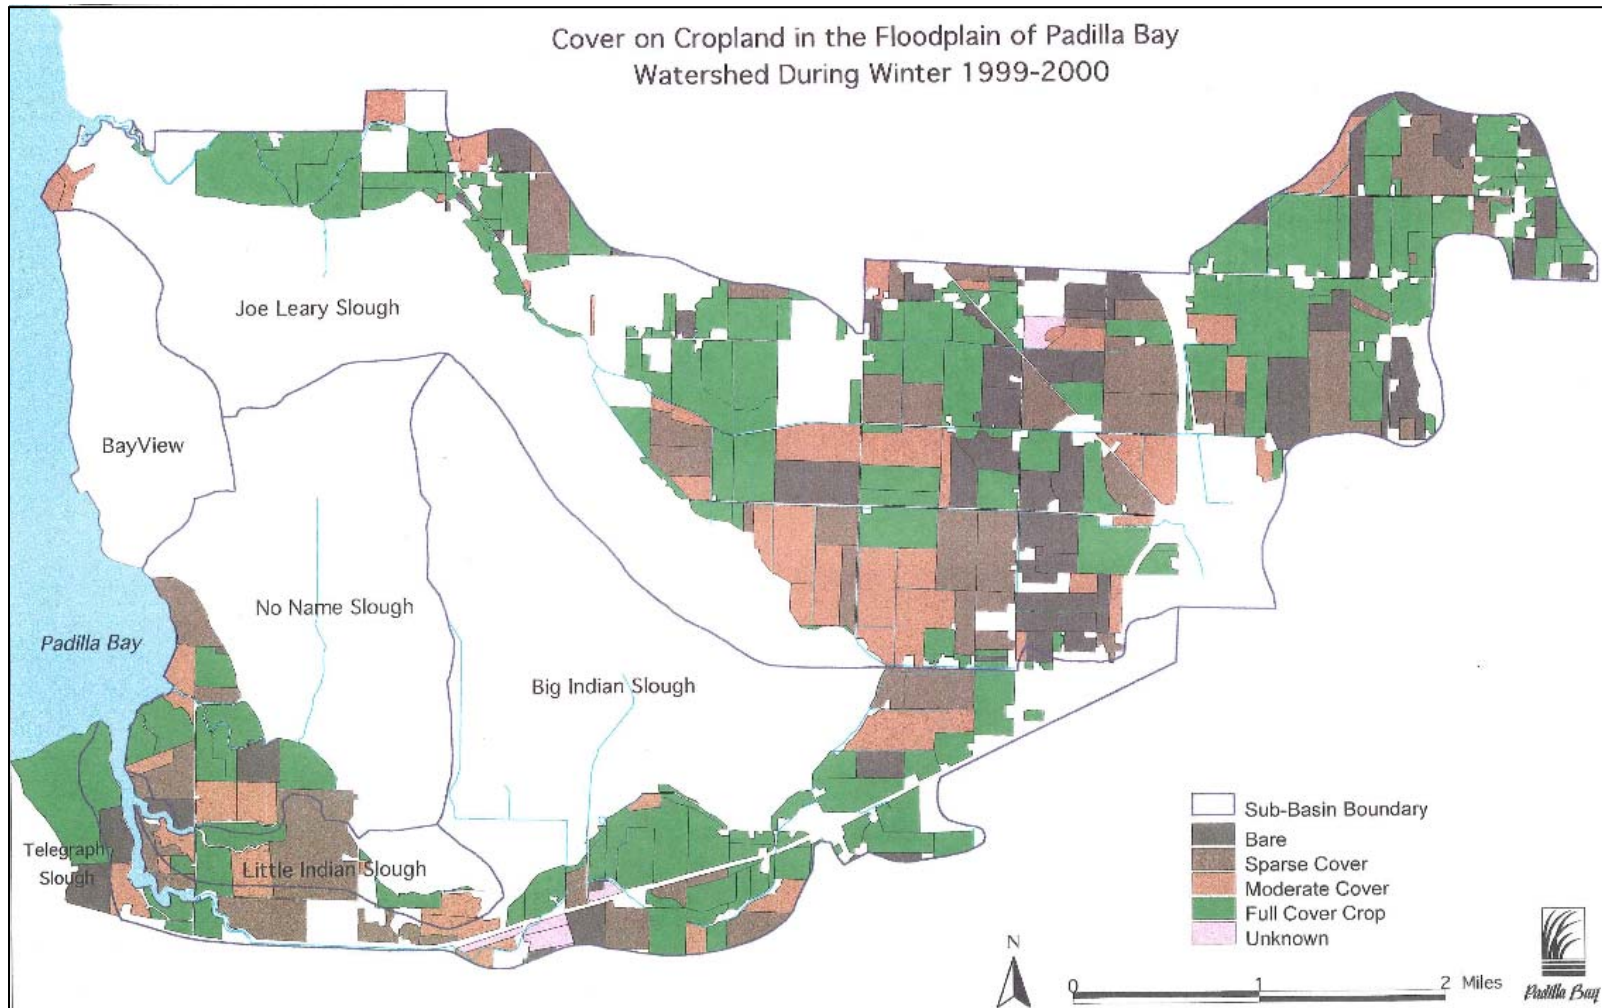 Cover on Cropland in the Floodplain of Padilla Bay
Watershed During Winter 1999-2000
Joe Leary Slough
BayView
No Name Slough
Padilla Bay
Big Indian Slough
Telegraph
Slough
Little Indian Slough
Sub-Basin Boundary
Bare
Sparse Cover
Moderate Cover
Full Cover Crop
Unknown
N
0 1 2 Miles
Padilla Bay